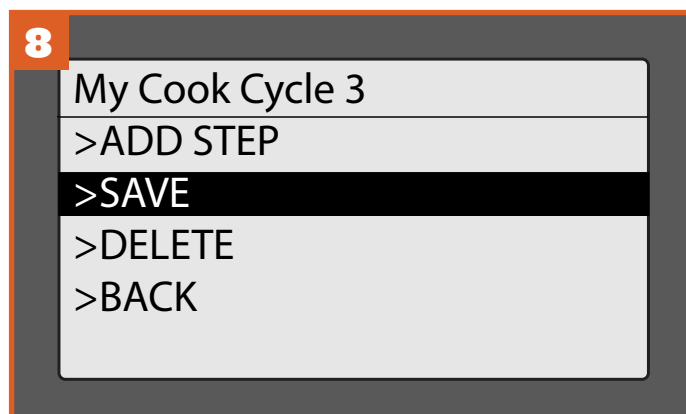 8
My Cook Cycle 3
>ADD STEP
>SAVE
>DELETE
>BACK